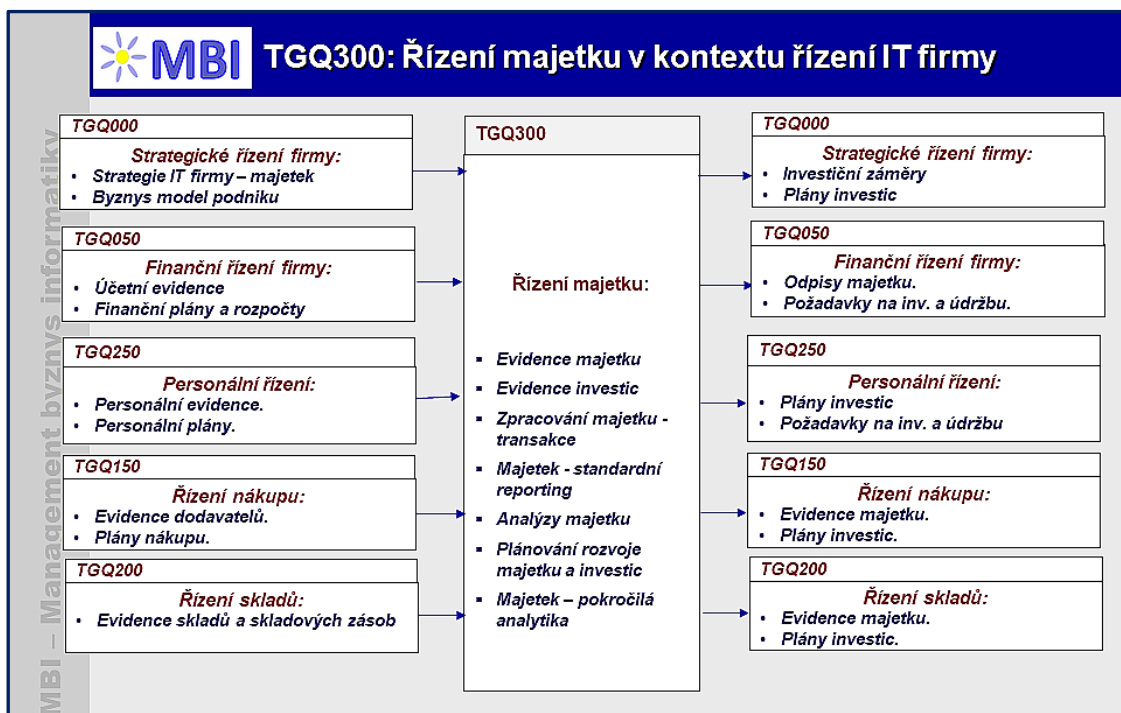 MBI
TGQ300: Řízení majetku v kontextu řízení IT firmy
MBI – Management byznys informatiky
TGQ000
Strategické řízení firmy:
• Strategie IT firmy – majetek
• Byznys model podniku
TGQ050
Finanční řízení firmy:
• Účetní evidence
• Finanční plány a rozpočty
TGQ250
Personální řízení:
• Personální evidence.
• Personální plány.
TGQ150
Řízení nákupu:
• Evidence dodavatelů.
• Plány nákupu.
TGQ200
Řízení skladů:
• Evidence skladů a skladových zásob
TGQ300
Řízení majetku:
▪ Evidence majetku
▪ Evidence investic
▪ Zpracování majetku -
transakce
▪ Majetek - standardní
reporting
▪ Analýzy majetku
▪ Plánování rozvoje
majetku a investic
▪ Majetek – pokročilá
analytika
TGQ000
Strategické řízení firmy:
• Investiční záměry
• Plány investic
TGQ050
Finanční řízení firmy:
• Odpisy majetku.
• Požadavky na inv. a údržbu.
TGQ250
Personální řízení:
• Plány investic
• Požadavky na inv. a údržbu
TGQ150
Řízení nákupu:
• Evidence majetku.
• Plány investic.
TGQ200
Řízení skladů:
• Evidence majetku.
• Plány investic.